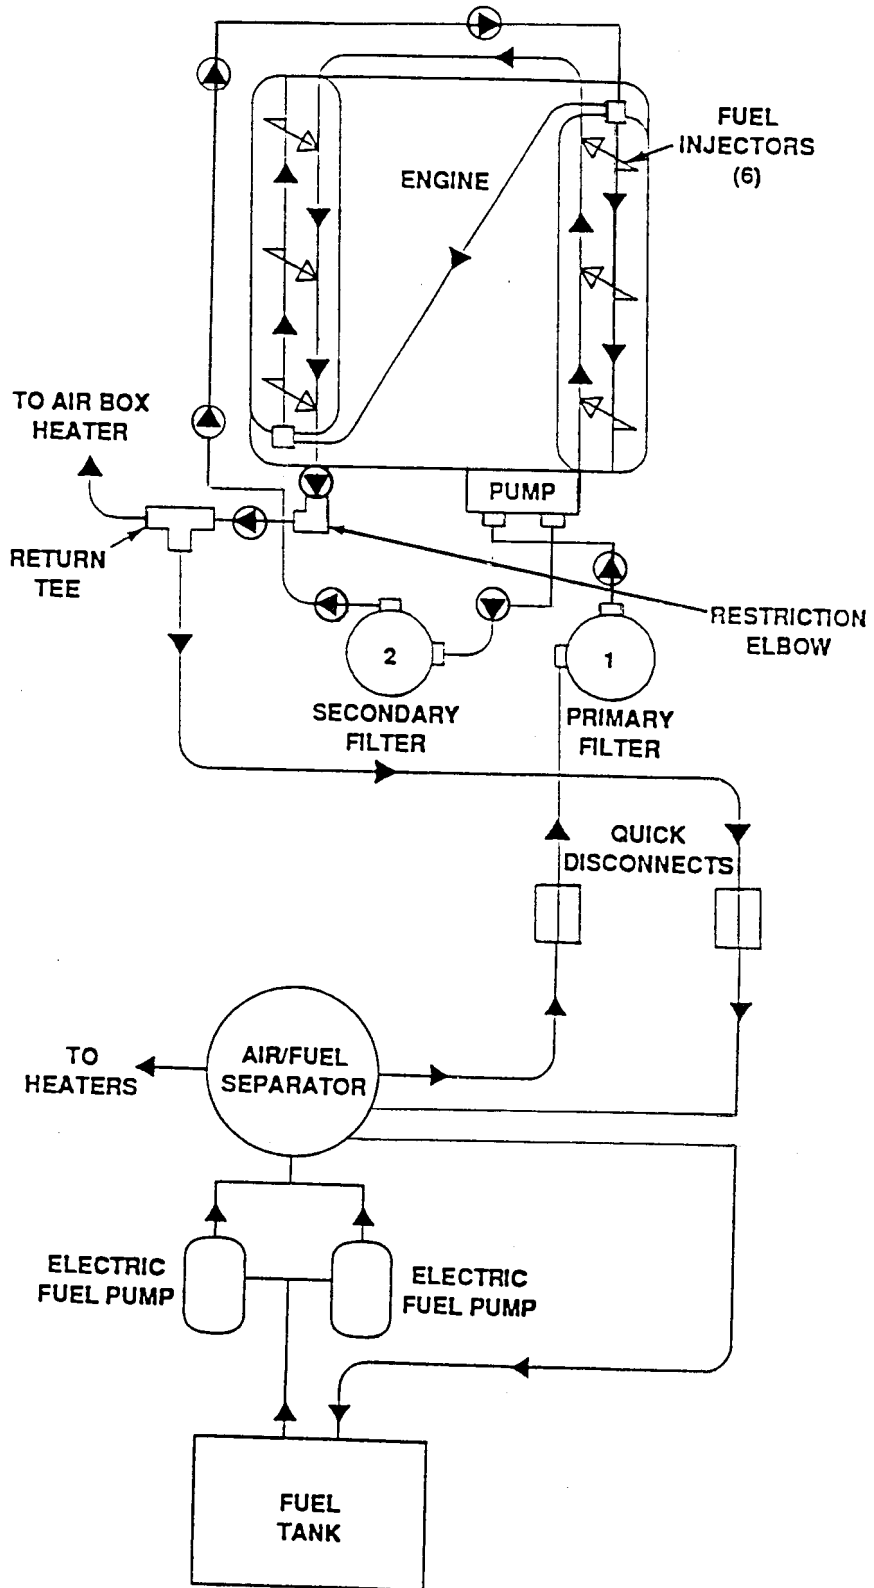 FUEL
INJECTORS
(6)
ENGINE
TO AIR BOX
HEATER
PUMP
RETURN
TEE
RESTRICTION
ELBOW
2
1
SECONDARY
FILTER
PRIMARY
FILTER
QUICK
DISCONNECTS
TO
HEATERS
AIR/FUEL
SEPARATOR
ELECTRIC
FUEL PUMP
ELECTRIC
FUEL PUMP
FUEL
TANK